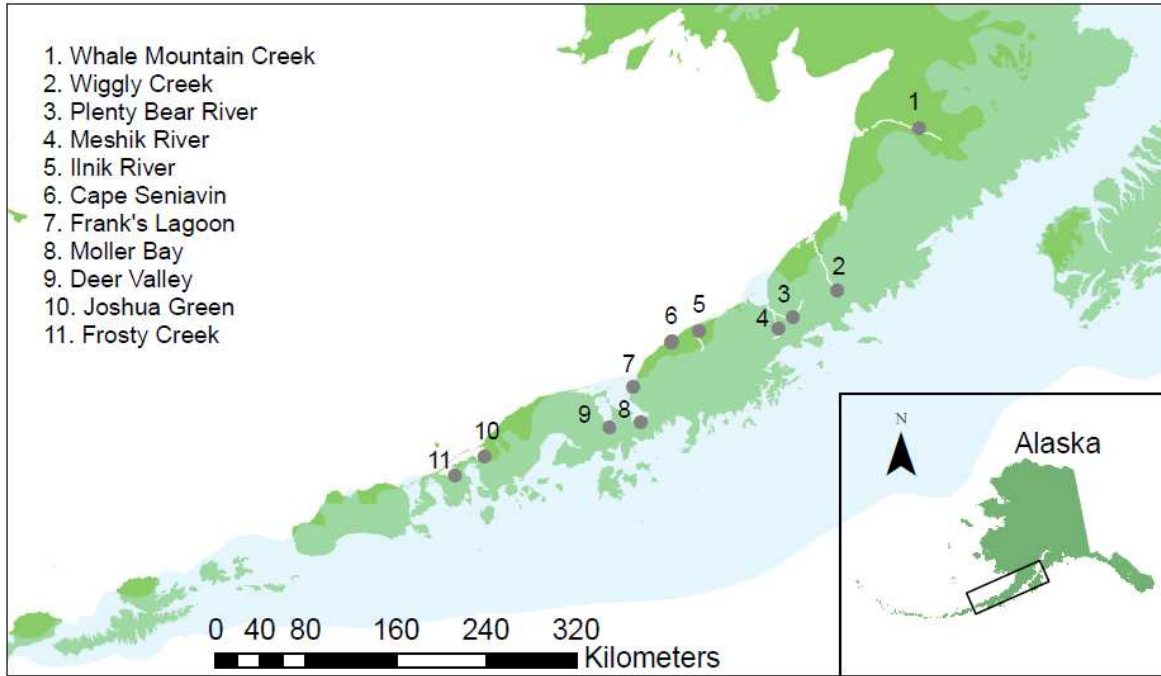 1. Whale Mountain Creek
2. Wiggly Creek
3. Plenty Bear River
4. Meshik River
5. Ilnik River
6. Cape Seniavin
7. Frank's Lagoon
8. Moller Bay
9. Deer Valley
10. Joshua Green
11. Frosty Creek
1
2
3
4
5
6
7
8
9
10
11
N
Alaska
0 40 80 160 240 320
Kilometers